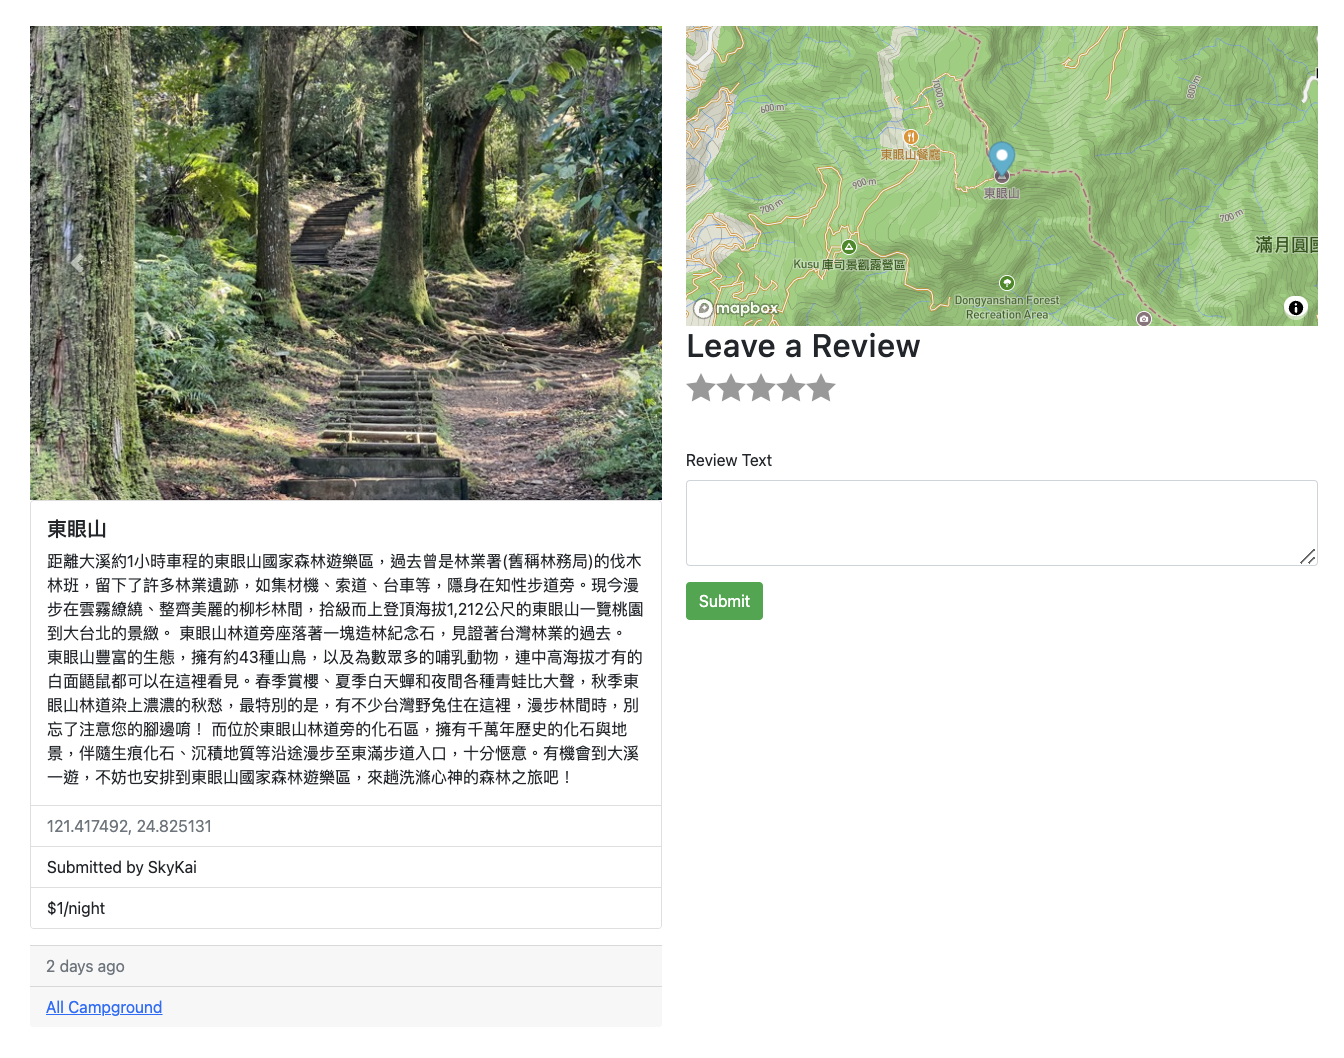 東眼山
距離大溪約1小時車程的東眼山國家森林遊樂區，過去曾是林業署(舊稱林務局)的伐木
林班，留下了許多林業遺跡，如集材機、索道、台車等，隱身在知性步道旁。現今漫
步在雲霧繚繞、整齊美麗的柳杉林間，拾級而上登頂海拔1,212公尺的東眼山一覽桃園
到大台北的景緻。 東眼山林道旁座落著一塊造林紀念石，見證著台灣林業的過去。
東眼山豐富的生態，擁有約43種山鳥，以及為數眾多的哺乳動物，連中高海拔才有的
白面鼯鼠都可以在這裡看見。春季賞櫻、夏季白天蟬和夜間各種青蛙比大聲，秋季東
眼山林道染上濃濃的秋愁，最特別的是，有不少台灣野兔住在這裡，漫步林間時，別
忘了注意您的腳邊唷！ 而位於東眼山林道旁的化石區，擁有千萬年歷史的化石與地
景，伴隨生痕化石、沉積地質等沿途漫步至東滿步道入口，十分愜意。有機會到大溪
一遊，不妨也安排到東眼山國家森林遊樂區，來趟洗滌心神的森林之旅吧！
121.417492, 24.825131
Submitted by SkyKai
$1/night
2 days ago
All Campground
600 m
1000 m
800 m
東眼山餐廳
900 m
東眼山
700 m
700 m
滿月圓國
Kusu 庫司景觀露營區
Dongyanshan Forest
Recreation Area
mapbox
Leave a Review
Review Text
Submit